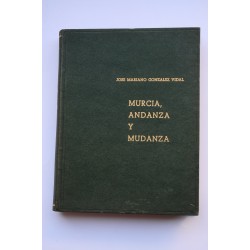 JOSE MARIANO GONZALEZ VIDAL
MURCIA,
ANDANZA
Y
MUDANZA